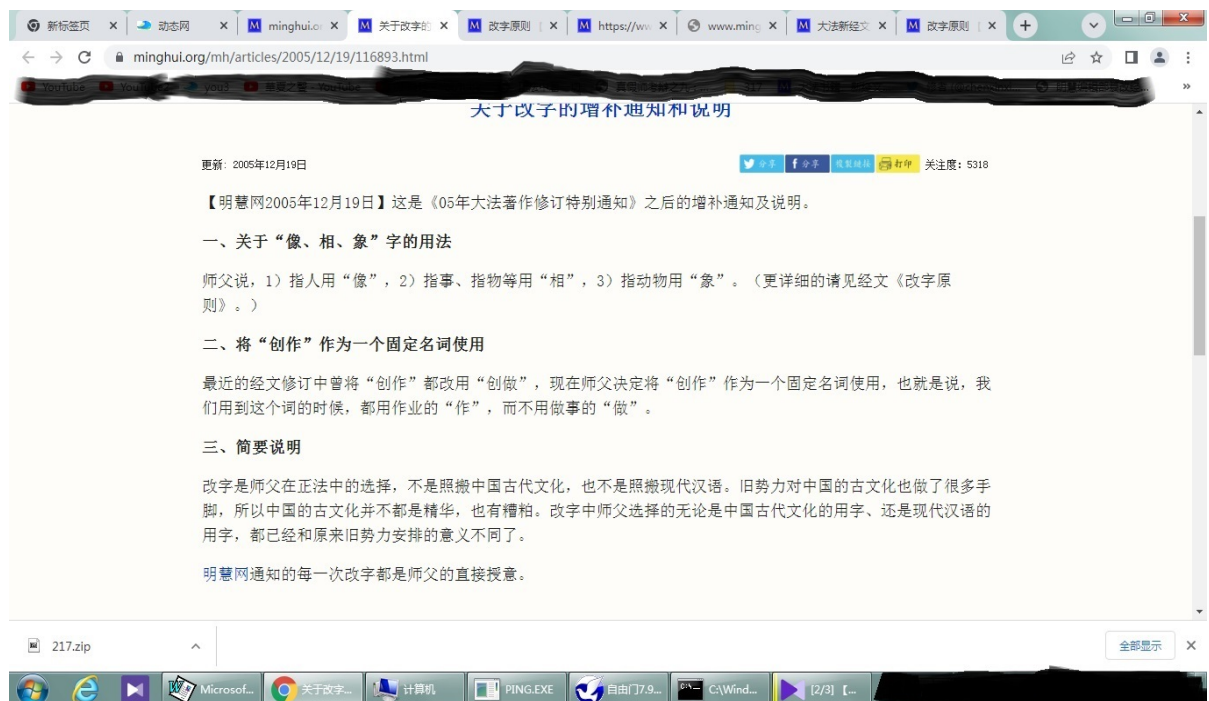 新标签页
动态网
minghui.o
关于改字的
改字原则
https://ww
www.ming
大法新经文
改字原则
minghui.org/mh/articles/2005/12/19/116893.html
YouTube
关于改字的增补通知和说明
更新: 2005年12月19日
分享
分享
复制链接
打印
关注度: 5318
【明慧网2005年12月19日】这是《05年大法著作修订特别通知》之后的增补通知及说明。
一、关于“像、相、象”字的用法
师父说，1）指人用“像”，2）指事、指物等用“相”，3）指动物用“象”。（更详细的请见经文《改字原
则》。）
二、将“创作”作为一个固定名词使用
最近的经文修订中曾将“创作”都改用“创做”，现在师父决定将“创作”作为一个固定名词使用，也就是说，我
们用到这个词的时候，都用作业的“作”，而不用做事的“做”。
三、简要说明
改字是师父在正法中的选择，不是照搬中国古代文化，也不是照搬现代汉语。旧势力对中国的古文化也做了很多手
脚，所以中国的古文化并不都是精华，也有糟粕。改字中师父选择的无论是中国古代文化的用字、还是现代汉语的
用字，都已经和原来旧势力安排的意义不同了。
明慧网通知的每一次改字都是师父的直接授意。
217.zip
全部显示
Microsof...
关于改字...
计算机
PING.EXE
自由门7.9...
C:\Wind...
[2/3] 【...